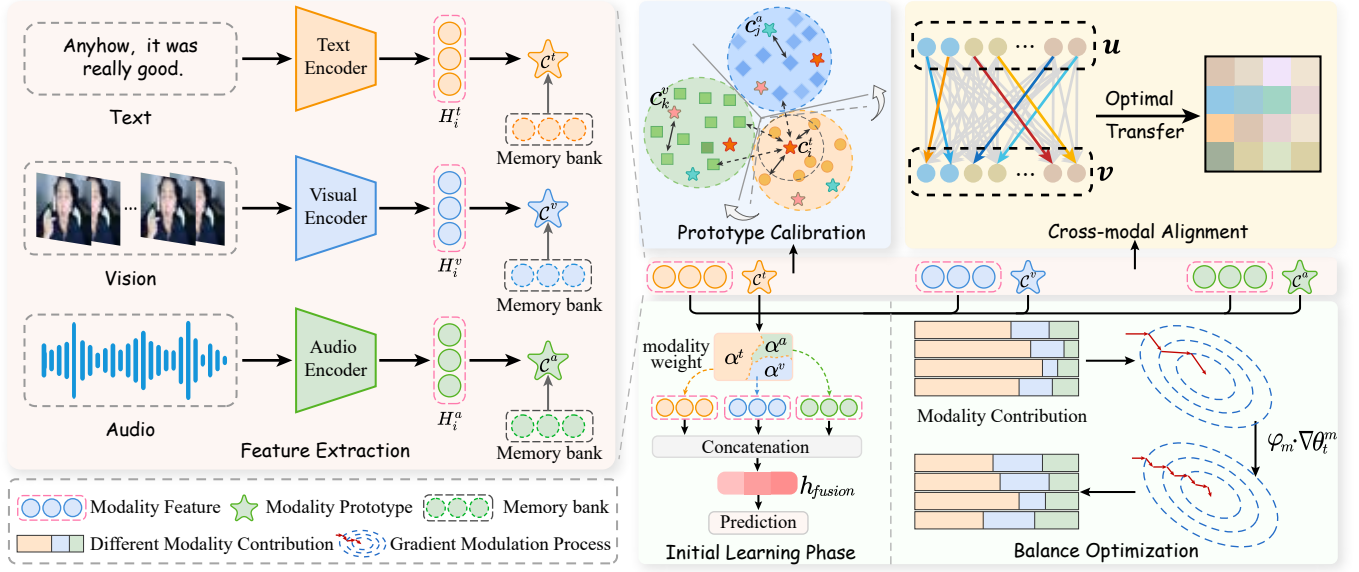 Anyhow, it was
really good.
Text
Text
Encoder
H_i^t
C^t
Memory bank
...
Vision
Visual
Encoder
H_i^v
C^v
Memory bank
Audio
Audio
Encoder
H_i^a
C^a
Memory bank
Feature Extraction
Modality Feature
Modality Prototype
Memory bank
Different Modality Contribution
Gradient Modulation Process
C_j^a
C_k^v
C_i^t
Prototype Calibration
u
...
Optimal
Transfer
...
v
Cross-modal Alignment
C^t
C^v
C^a
modality
weight
α^t
α^a
α^v
Concatenation
h_fusion
Prediction
Initial Learning Phase
Modality Contribution
φ_m·∇θ_t^m
Balance Optimization